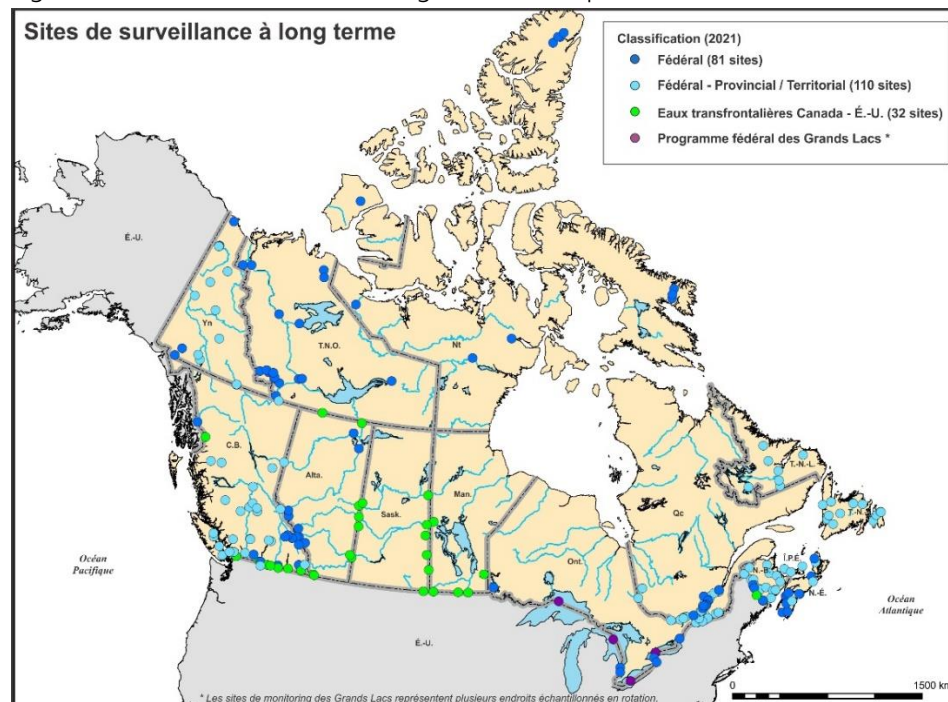 Sites de surveillance à long terme
Classification (2021)
Fédéral (81 sites)
Fédéral - Provincial / Territorial (110 sites)
Eaux transfrontalières Canada - É.-U. (32 sites)
Programme fédéral des Grands Lacs *
É.-U.
Yn
T.N.O.
Nt
C.B.
Alta.
Sask.
Man.
Ont.
Qc
T.-N.-L.
T.-N.
Î.P.É.
N.-B.
N.-É.
Océan
Pacifique
Océan
Atlantique
É.-U.
* Les sites de monitoring des Grands Lacs représentent plusieurs endroits échantillonnés en rotation.
0 1500 km